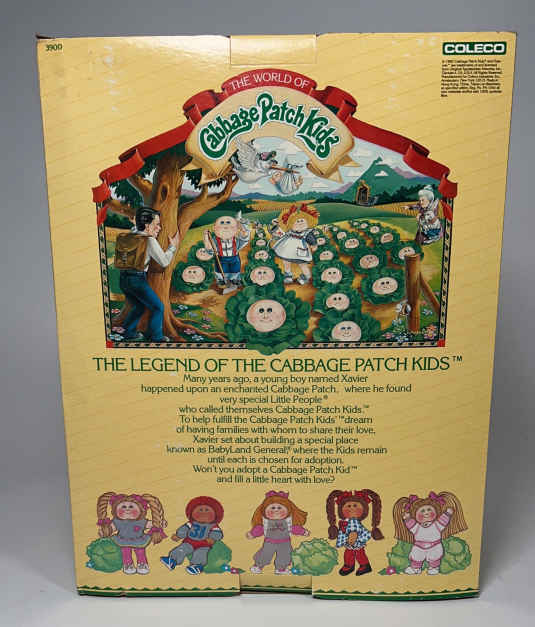 3900
COLECO
THE WORLD OF
Cabbage Patch Kids
THE LEGEND OF THE CABBAGE PATCH KIDS™
Many years ago, a young boy named Xavier
happened upon an enchanted Cabbage Patch, where he found
very special Little People®
who called themselves Cabbage Patch Kids.™
To help fulfill the Cabbage Patch Kids'™ dream
of having families with whom to share their love,
Xavier set about building a special place
known as BabyLand General,® where the Kids remain
until each is chosen for adoption.
Won't you adopt a Cabbage Patch Kid™
and fill a little heart with love?